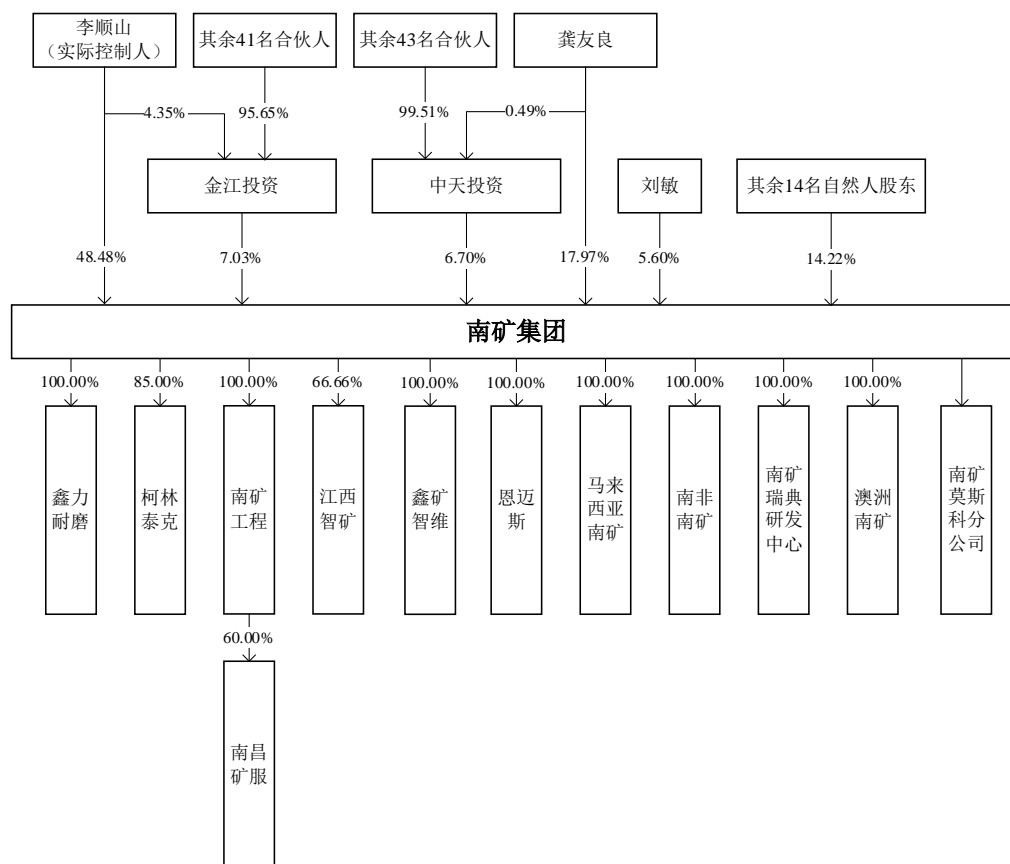 李顺山
（实际控制人）
其余41名合伙人
其余43名合伙人
龚友良
4.35%
95.65%
99.51%
0.49%
金江投资
中天投资
刘敏
其余14名自然人股东
48.48%
7.03%
6.70%
17.97%
5.60%
14.22%
南矿集团
100.00%
85.00%
100.00%
66.66%
100.00%
100.00%
100.00%
100.00%
100.00%
100.00%
鑫力
耐磨
柯林
泰克
南矿
工程
江西
智矿
鑫矿
智维
恩迈
斯
马来
西亚
南矿
南非
南矿
南矿
瑞典
研发
中心
澳洲
南矿
南矿
莫斯
科分
公司
60.00%
南昌
矿服